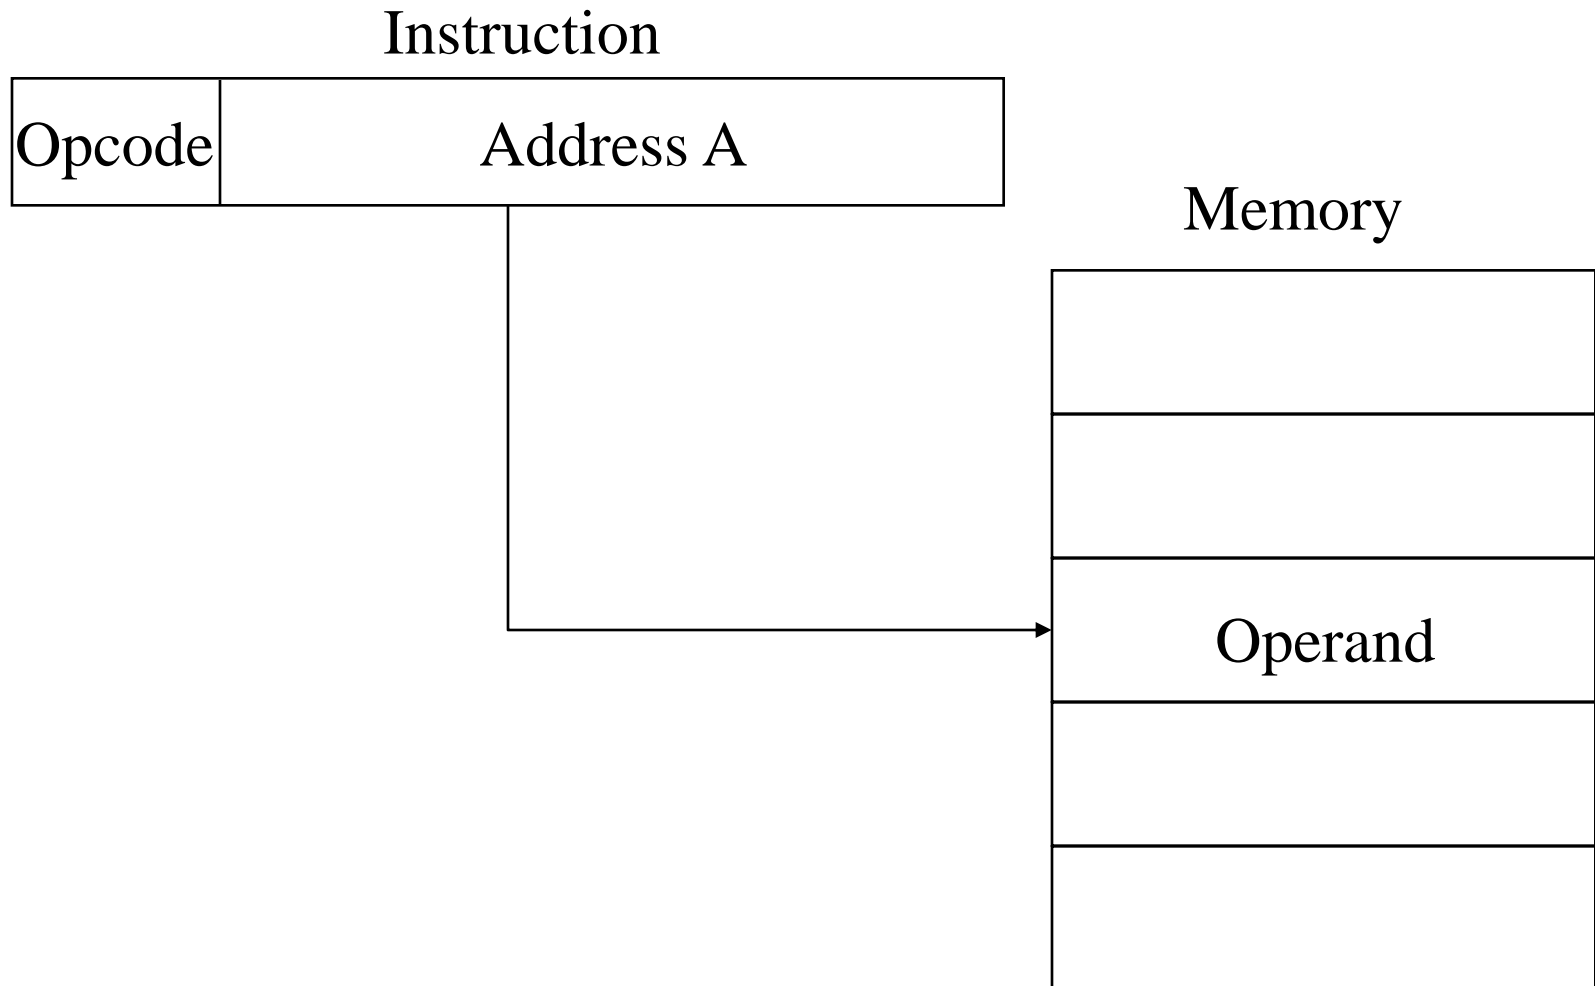 Instruction
Opcode
Address A
Memory
Operand